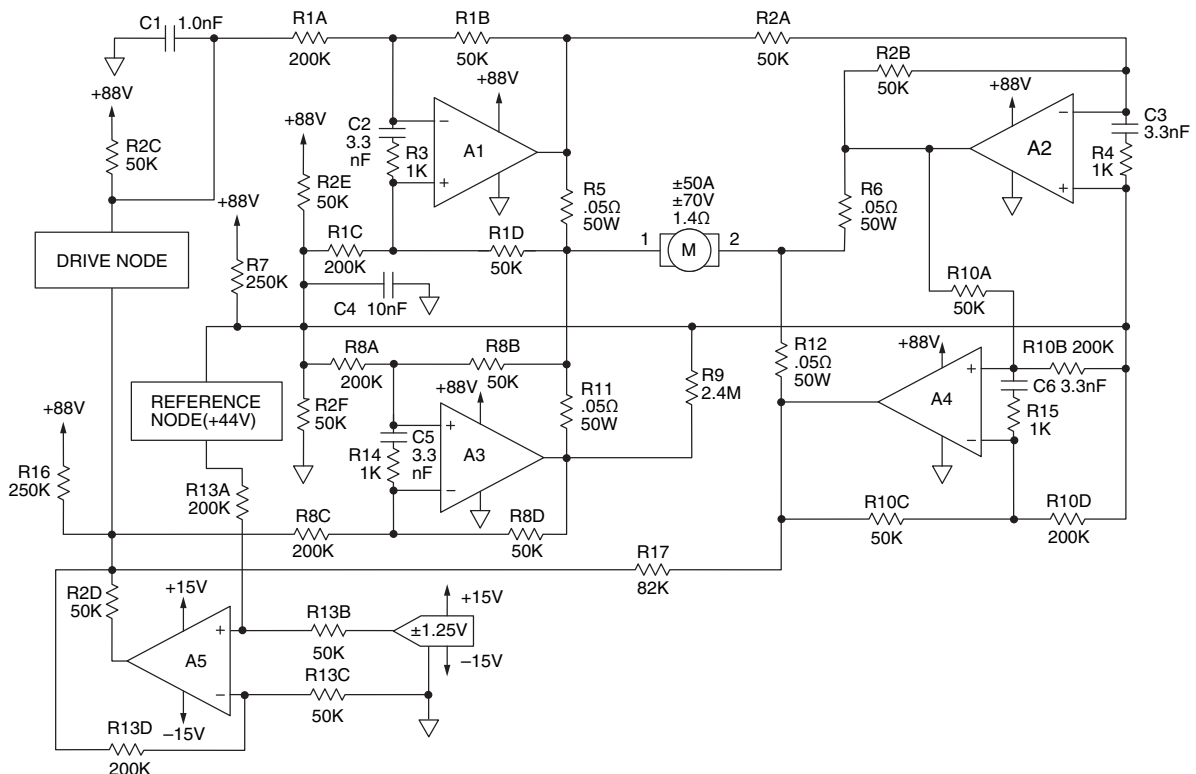 C1 1.0nF
R1A
200K
R1B
50K
R2A
50K
R2B
50K
+88V
R2C
50K
+88V
R2E
50K
C2
3.3
nF
R3
1K
+88V
−
A1
+
+88V
−
A2
+
C3
3.3nF
R4
1K
R5
.05Ω
50W
R6
.05Ω
50W
±50A
±70V
1.4Ω
1
M
2
DRIVE NODE
+88V
R7
250K
R1C
200K
R1D
50K
C4 10nF
R10A
50K
R8A
200K
R8B
50K
R9
2.4M
R12
.05Ω
50W
+88V
+
A4
−
R10B 200K
C6 3.3nF
R15
1K
REFERENCE
NODE(+44V)
R2F
50K
+88V
+
A3
−
C5
3.3
nF
R14
1K
R11
.05Ω
50W
+88V
R16
250K
R13A
200K
R8C
200K
R8D
50K
R10C
50K
R10D
200K
R17
82K
R2D
50K
+15V
+
A5
−
−15V
R13B
50K
±1.25V
+15V
−15V
R13C
50K
R13D
200K